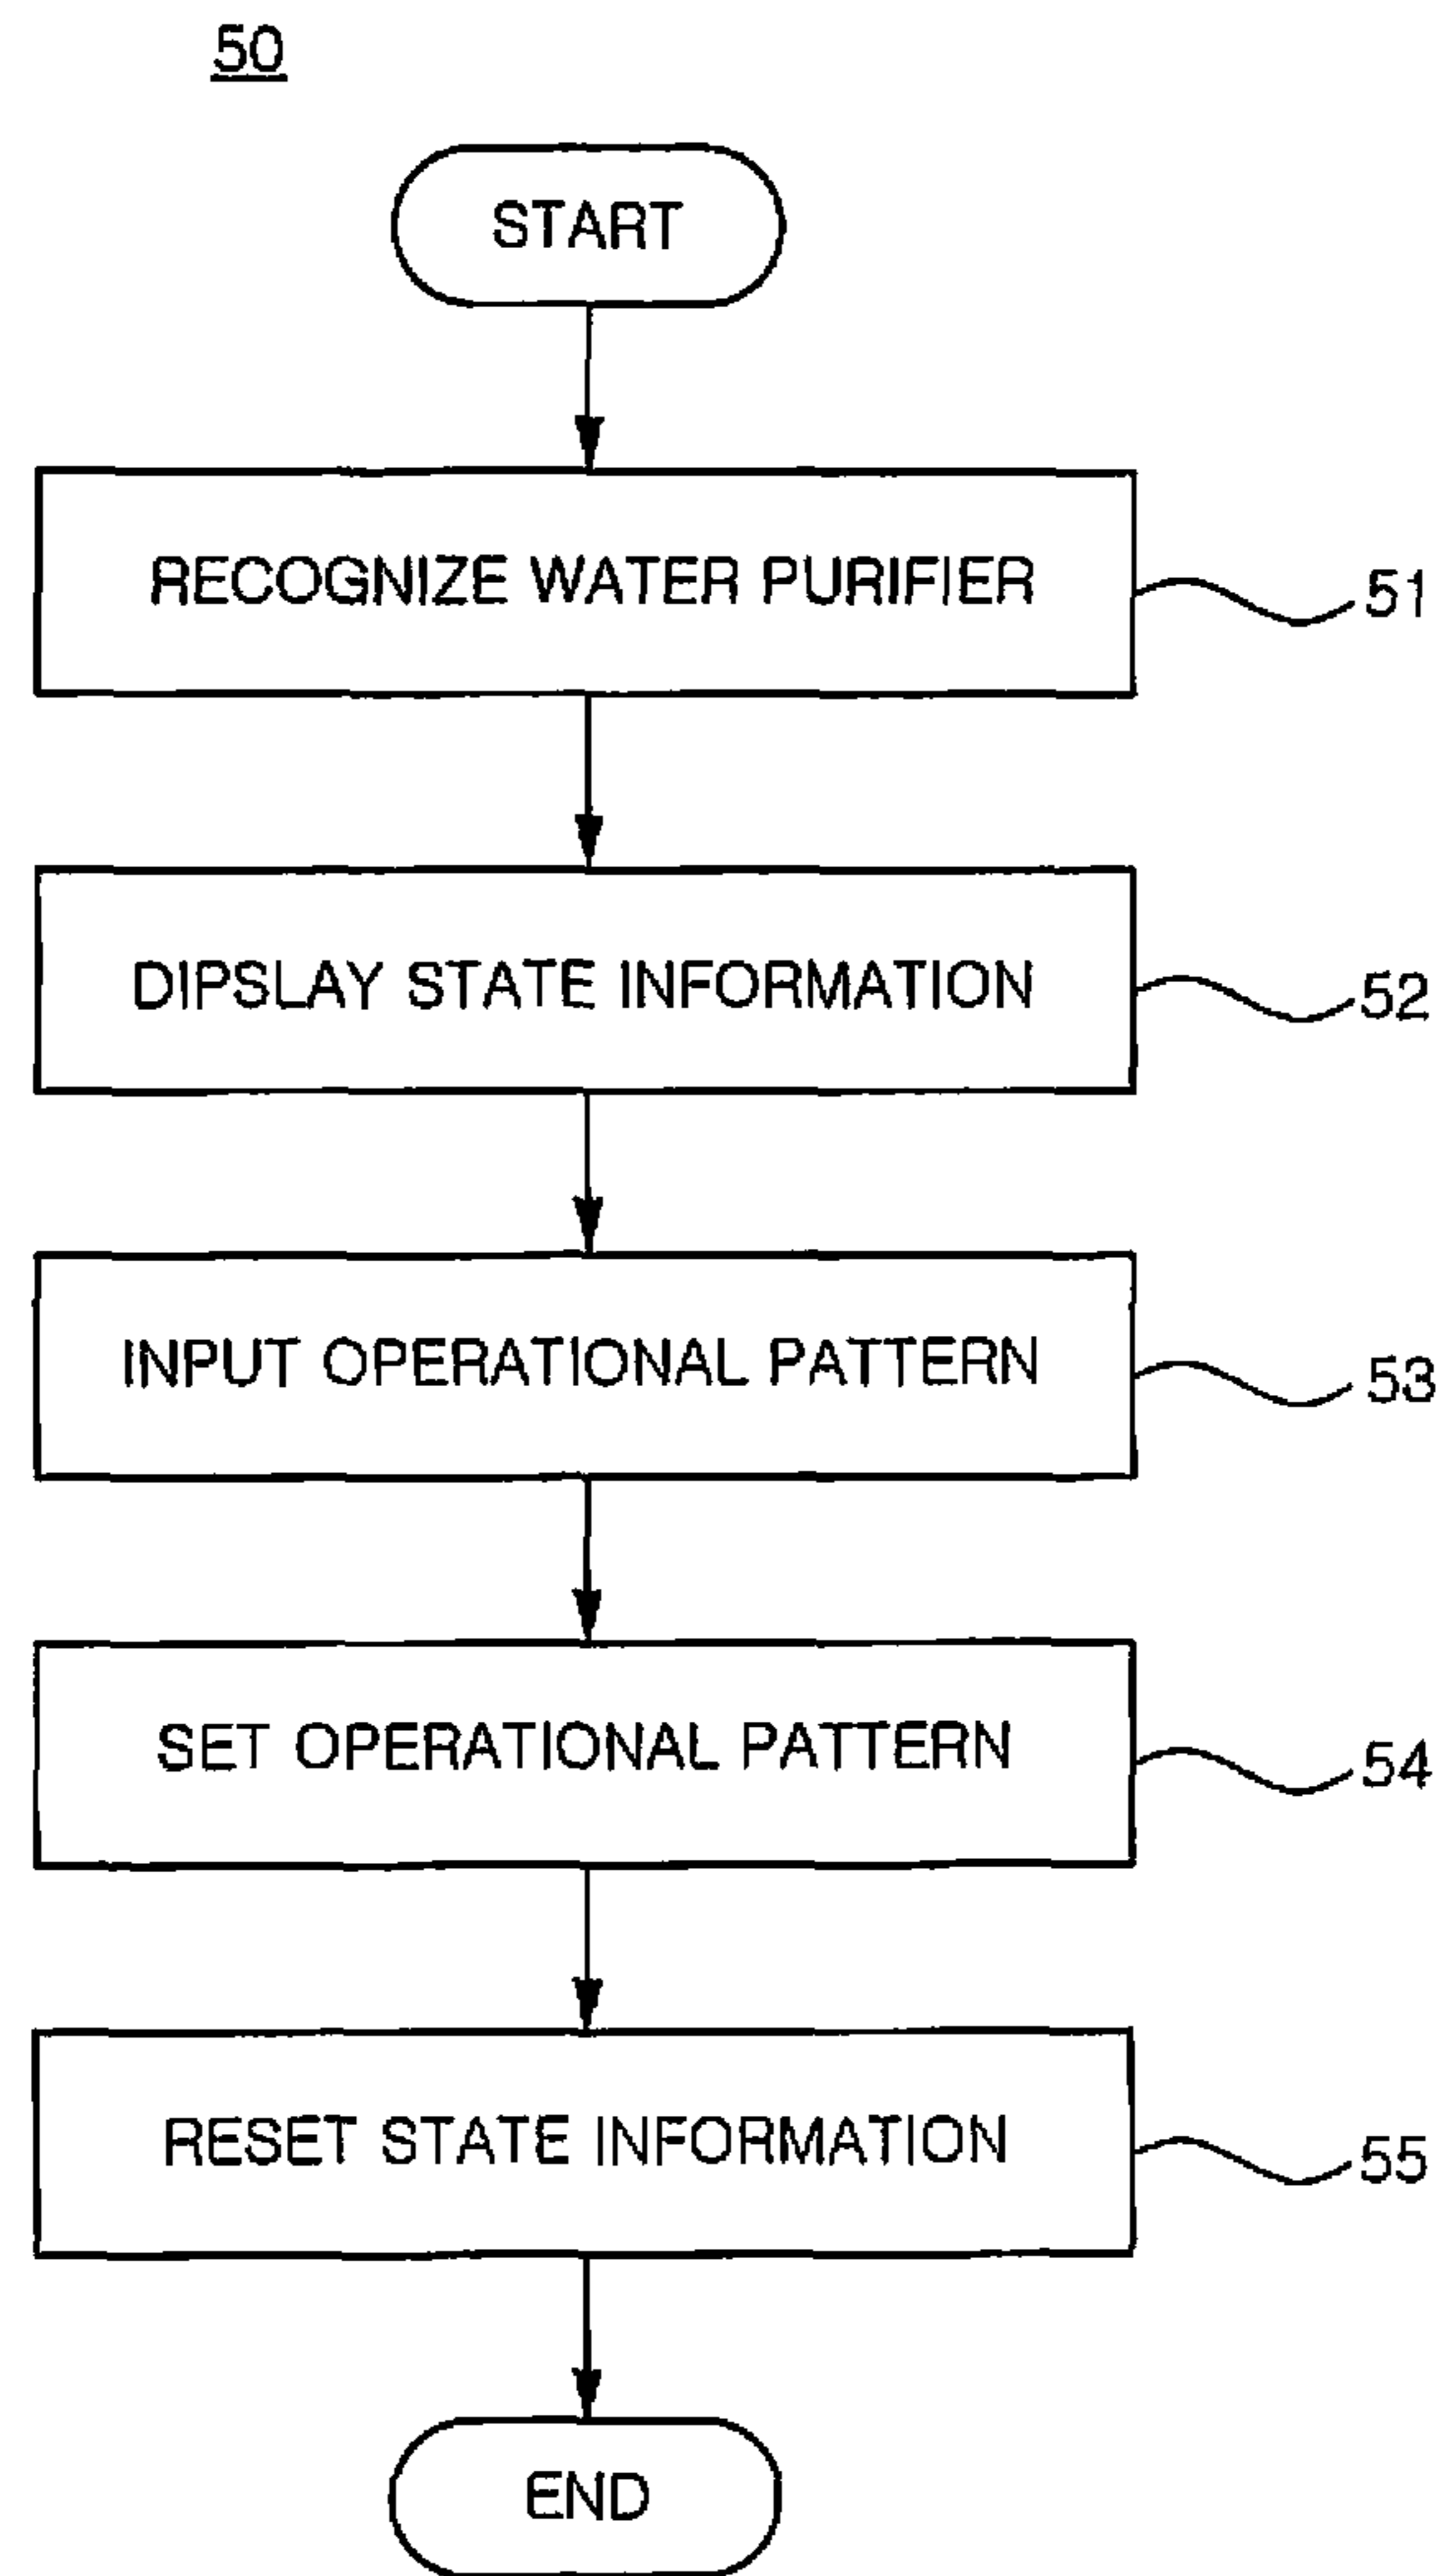 50
START
RECOGNIZE WATER PURIFIER
51
DIPSLAY STATE INFORMATION
52
INPUT OPERATIONAL PATTERN
53
SET OPERATIONAL PATTERN
54
RESET STATE INFORMATION
55
END